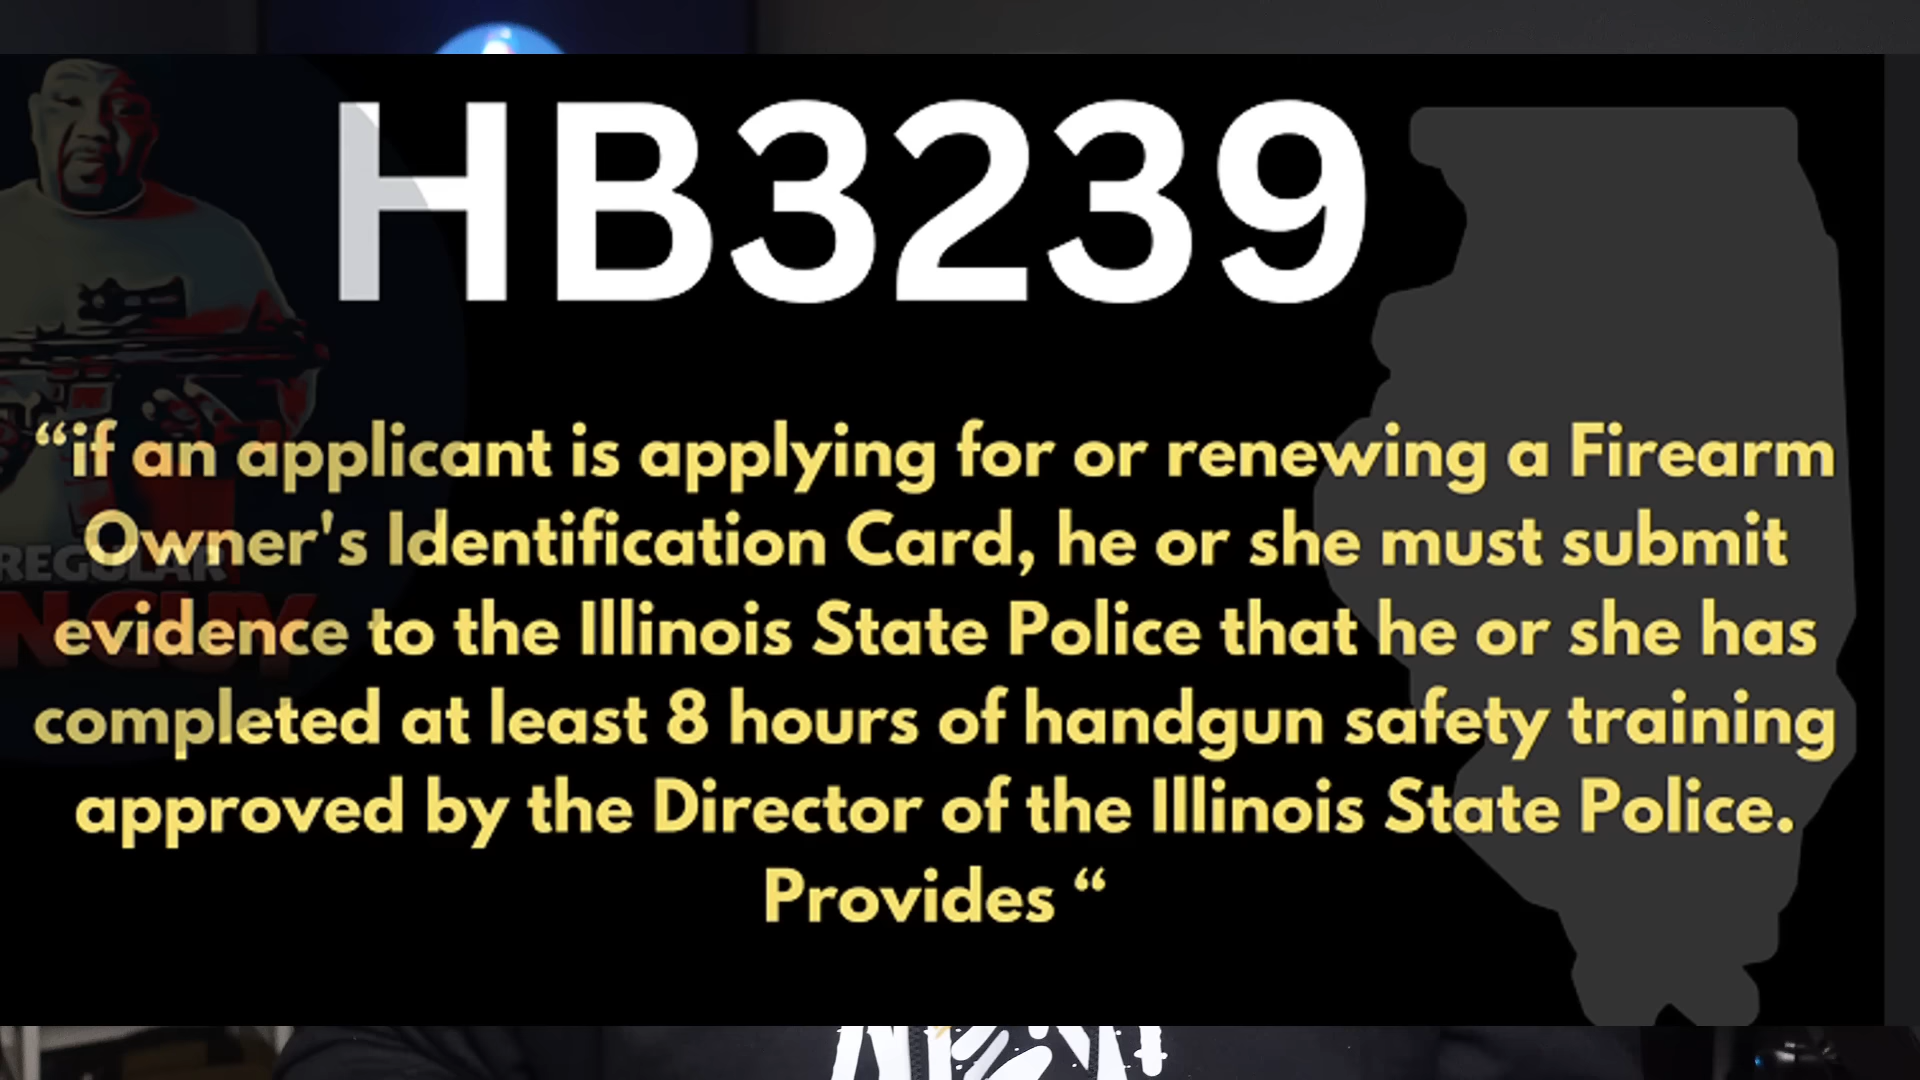 HB3239
“if an applicant is applying for or renewing a Firearm
Owner's Identification Card, he or she must submit
evidence to the Illinois State Police that he or she has
completed at least 8 hours of handgun safety training
approved by the Director of the Illinois State Police.
Provides “
REGULAR